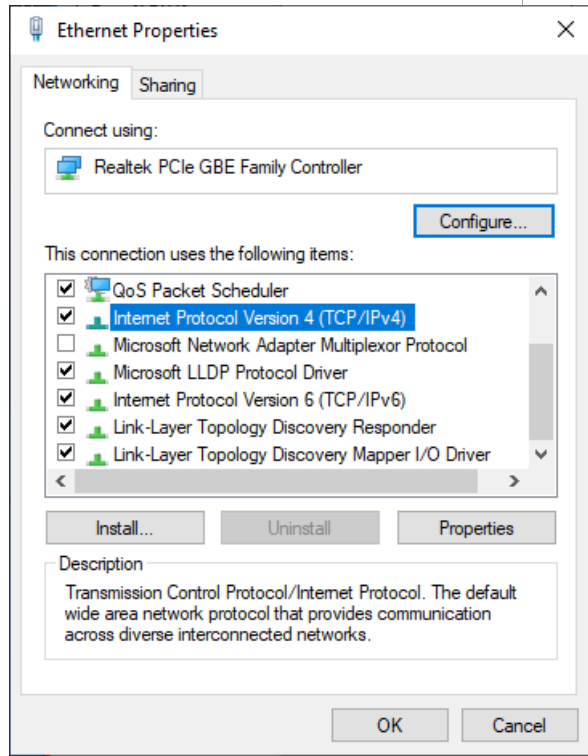 Ethernet Properties
Networking
Sharing
Connect using:
Realtek PCIe GBE Family Controller
Configure...
This connection uses the following items:
QoS Packet Scheduler
Internet Protocol Version 4 (TCP/IPv4)
Microsoft Network Adapter Multiplexor Protocol
Microsoft LLDP Protocol Driver
Internet Protocol Version 6 (TCP/IPv6)
Link-Layer Topology Discovery Responder
Link-Layer Topology Discovery Mapper I/O Driver
Install...
Uninstall
Properties
Description
Transmission Control Protocol/Internet Protocol. The default
wide area network protocol that provides communication
across diverse interconnected networks.
OK
Cancel